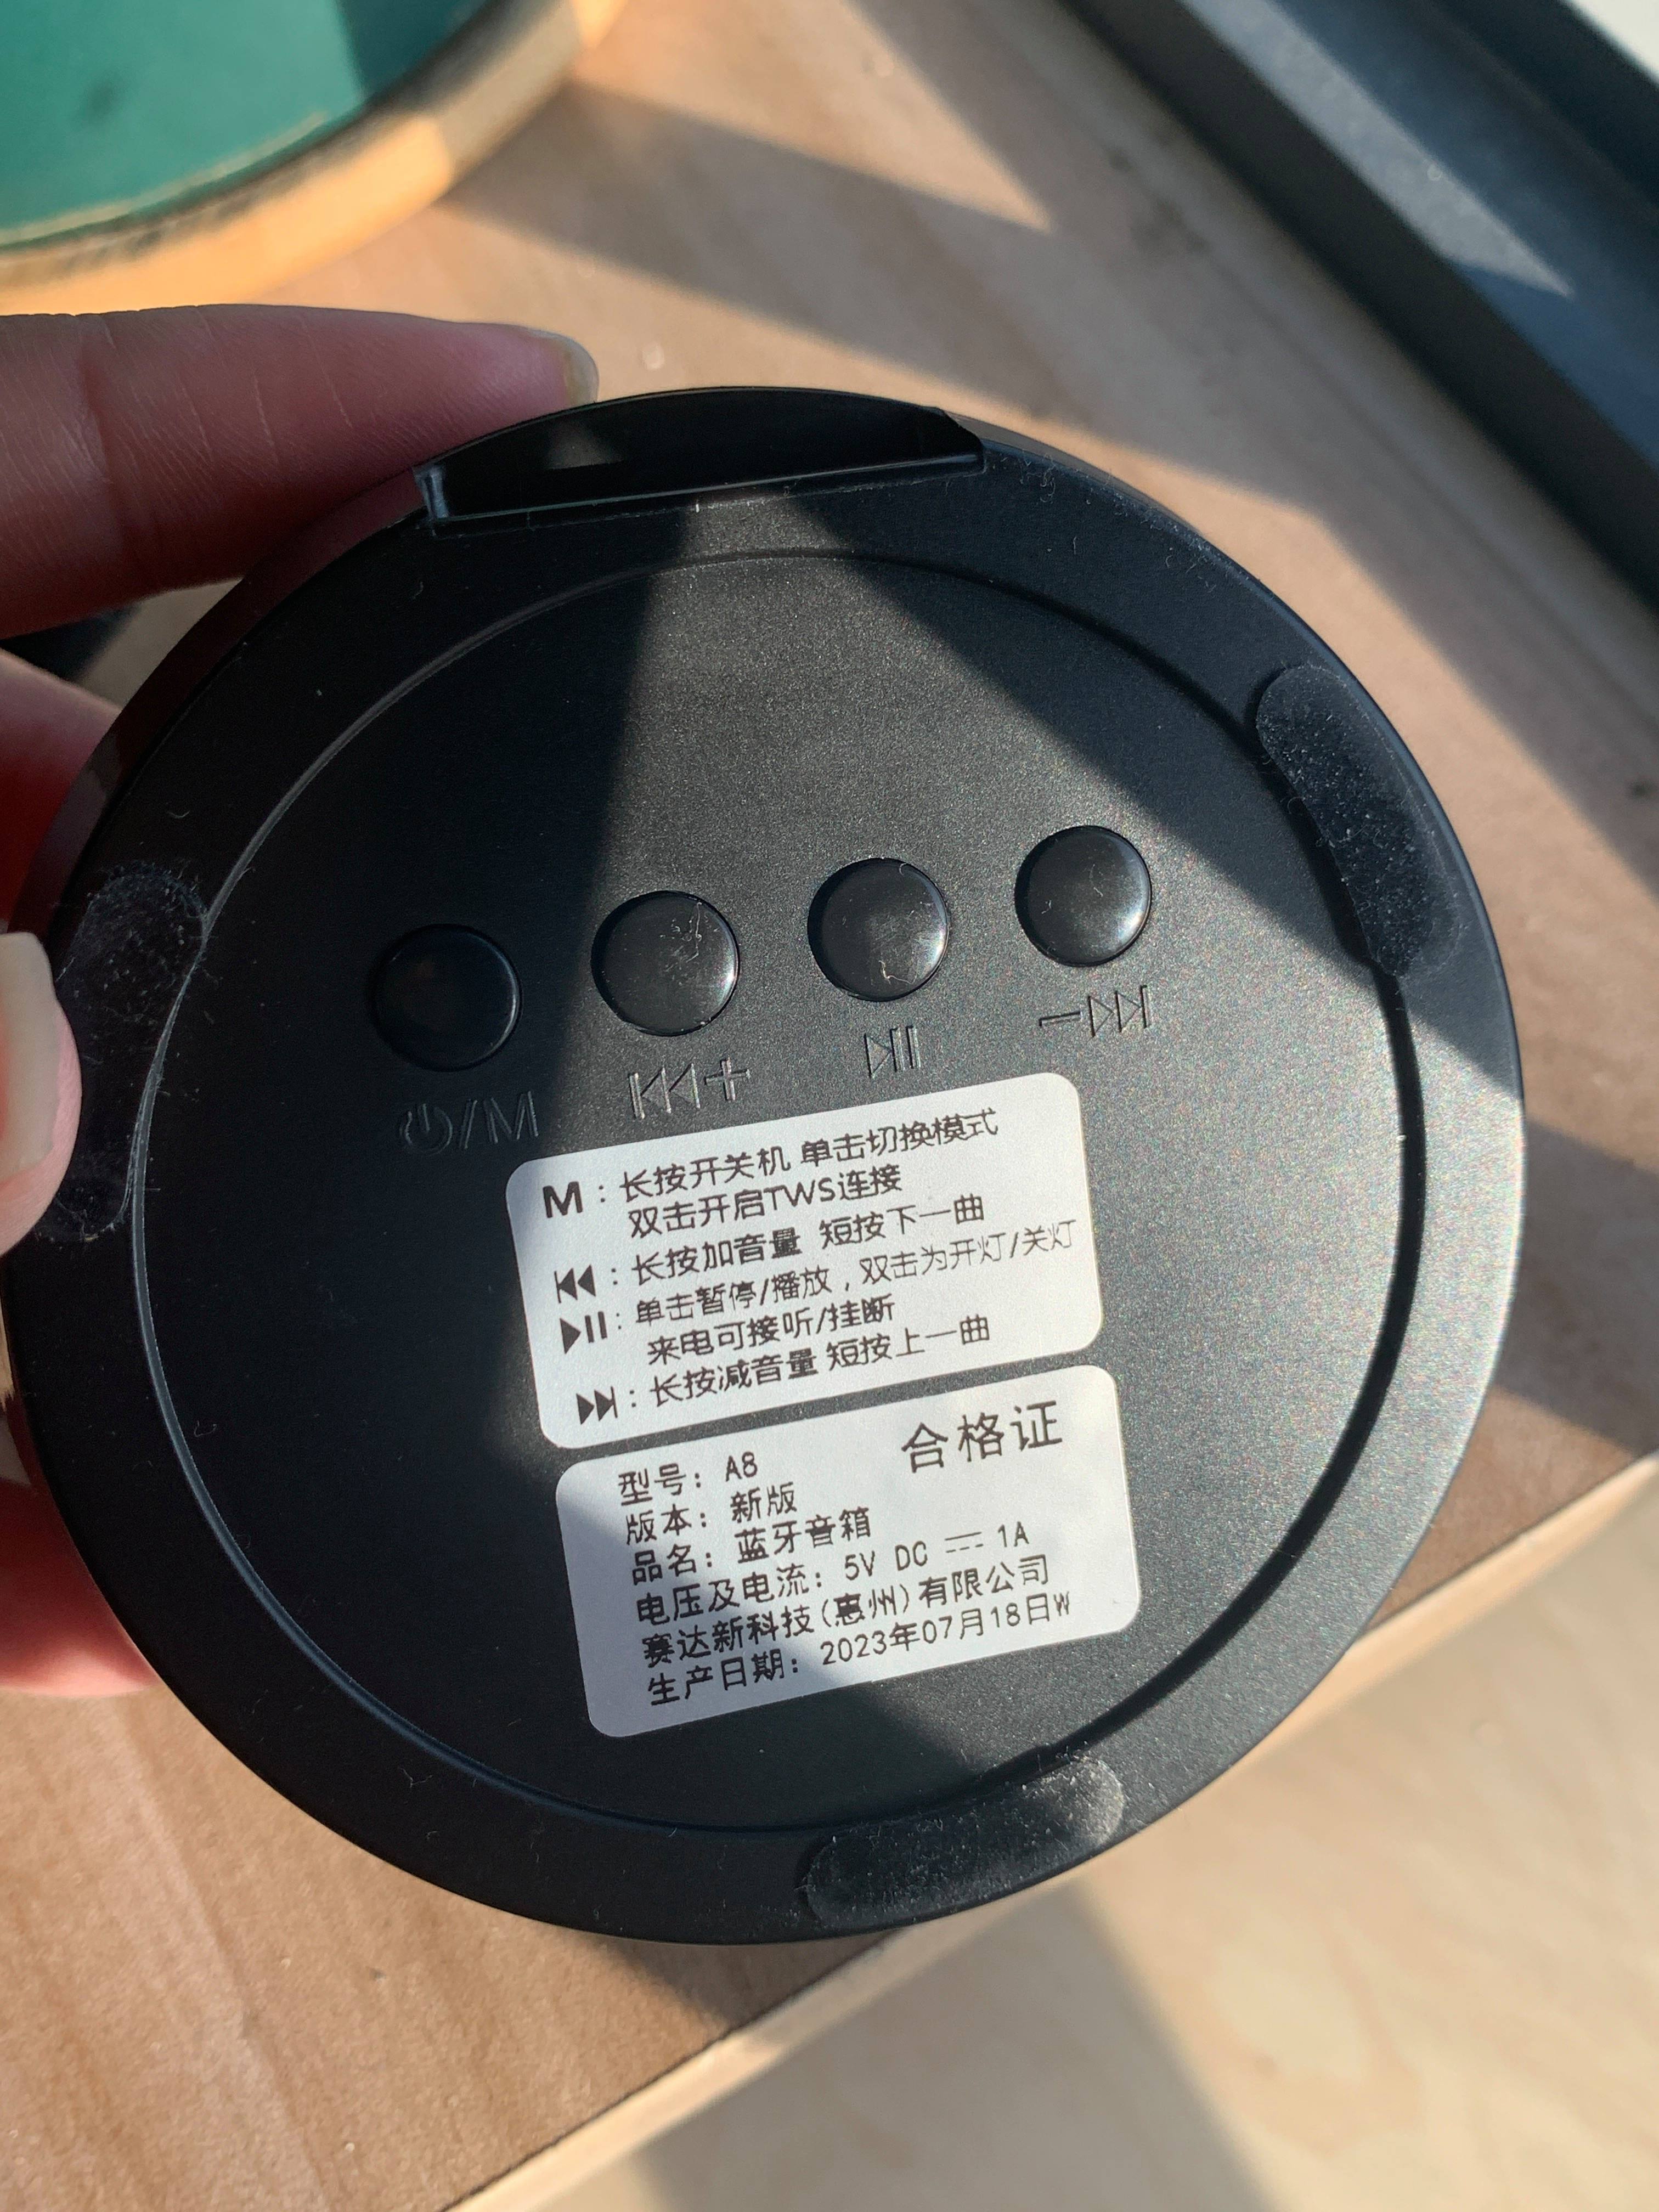 ⏻/M
⏮+
⏯
-⏭
M：长按开关机 单击切换模式
双击开启TWS连接
⏮：长按加音量 短按下一曲
⏯：单击暂停/播放，双击为开灯/关灯
来电可接听/挂断
⏭：长按减音量 短按上一曲
合格证
型号：A8
版本：新版
品名：蓝牙音箱
电压及电流：5V DC ⎓ 1A
赛达新科技(惠州)有限公司
生产日期：2023年07月18日W